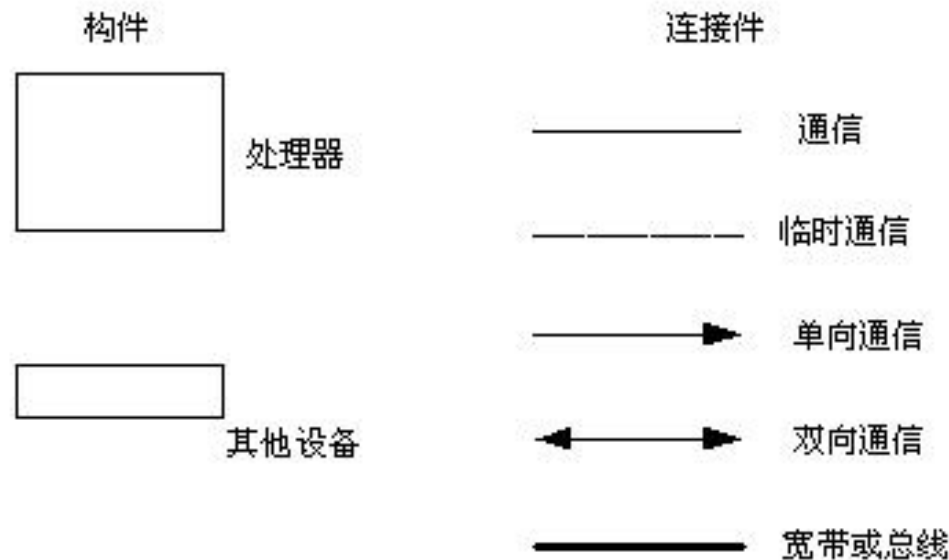 构件
连接件
处理器
其他设备
通信
临时通信
单向通信
双向通信
宽带或总线